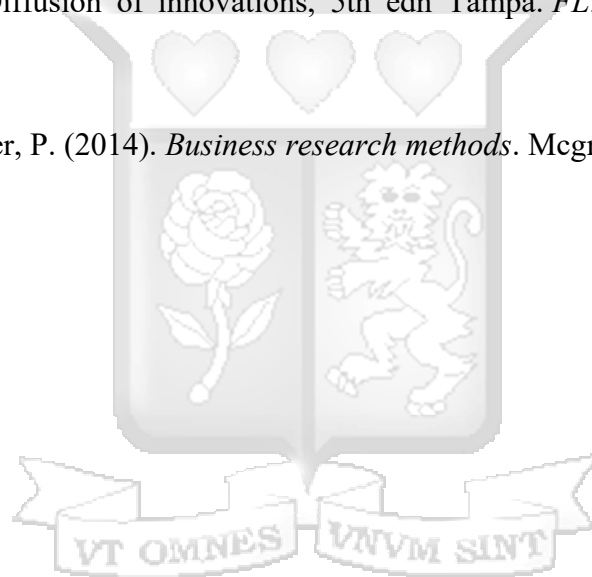 Diffusion of innovations, 5th edn Tampa. FL.
er, P. (2014). Business research methods. Mcgr
VT OMNES VNVM SINT